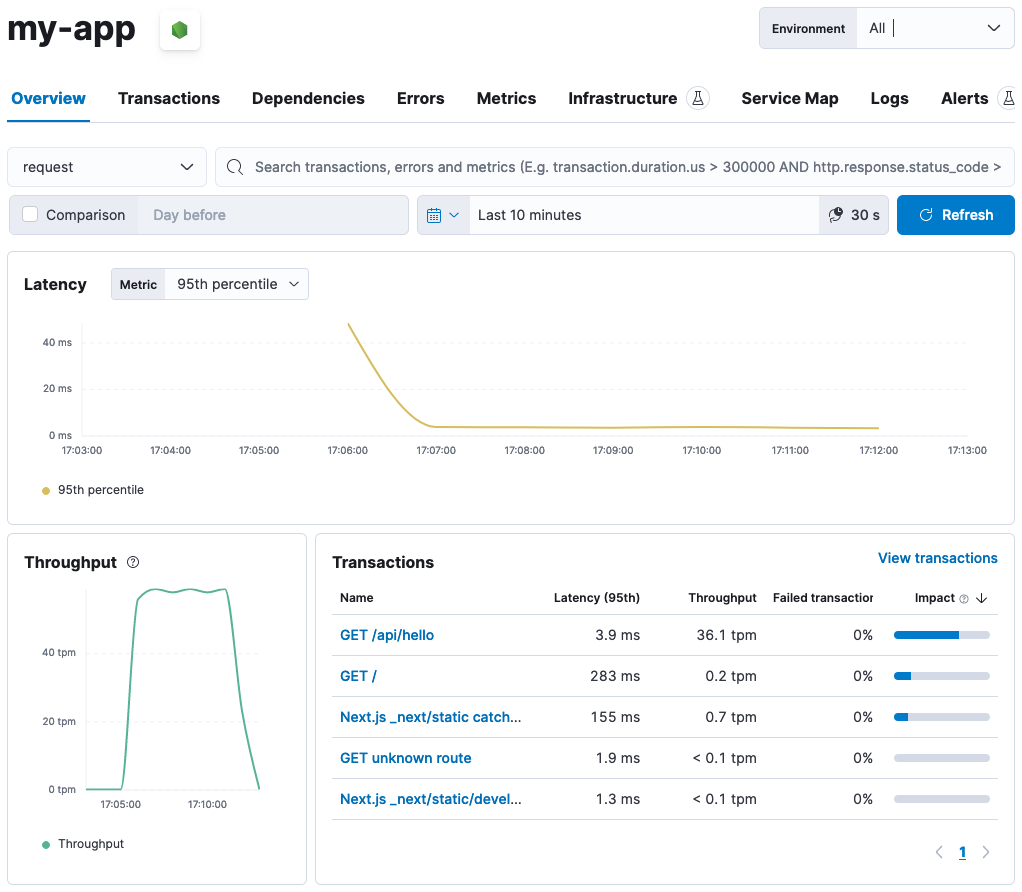 my-app
Environment All
Overview Transactions Dependencies Errors Metrics Infrastructure Service Map Logs Alerts
request
Search transactions, errors and metrics (E.g. transaction.duration.us > 300000 AND http.response.status_code >
Comparison Day before
Last 10 minutes
30 s
Refresh
Latency
Metric 95th percentile
40 ms
20 ms
0 ms
17:03:00 17:04:00 17:05:00 17:06:00 17:07:00 17:08:00 17:09:00 17:10:00 17:11:00 17:12:00 17:13:00
95th percentile
Throughput
40 tpm
20 tpm
0 tpm
17:05:00 17:10:00
Throughput
Transactions
View transactions
Name Latency (95th) Throughput Failed transaction Impact
GET /api/hello 3.9 ms 36.1 tpm 0%
GET / 283 ms 0.2 tpm 0%
Next.js _next/static catch... 155 ms 0.7 tpm 0%
GET unknown route 1.9 ms < 0.1 tpm 0%
Next.js _next/static/devel... 1.3 ms < 0.1 tpm 0%
1